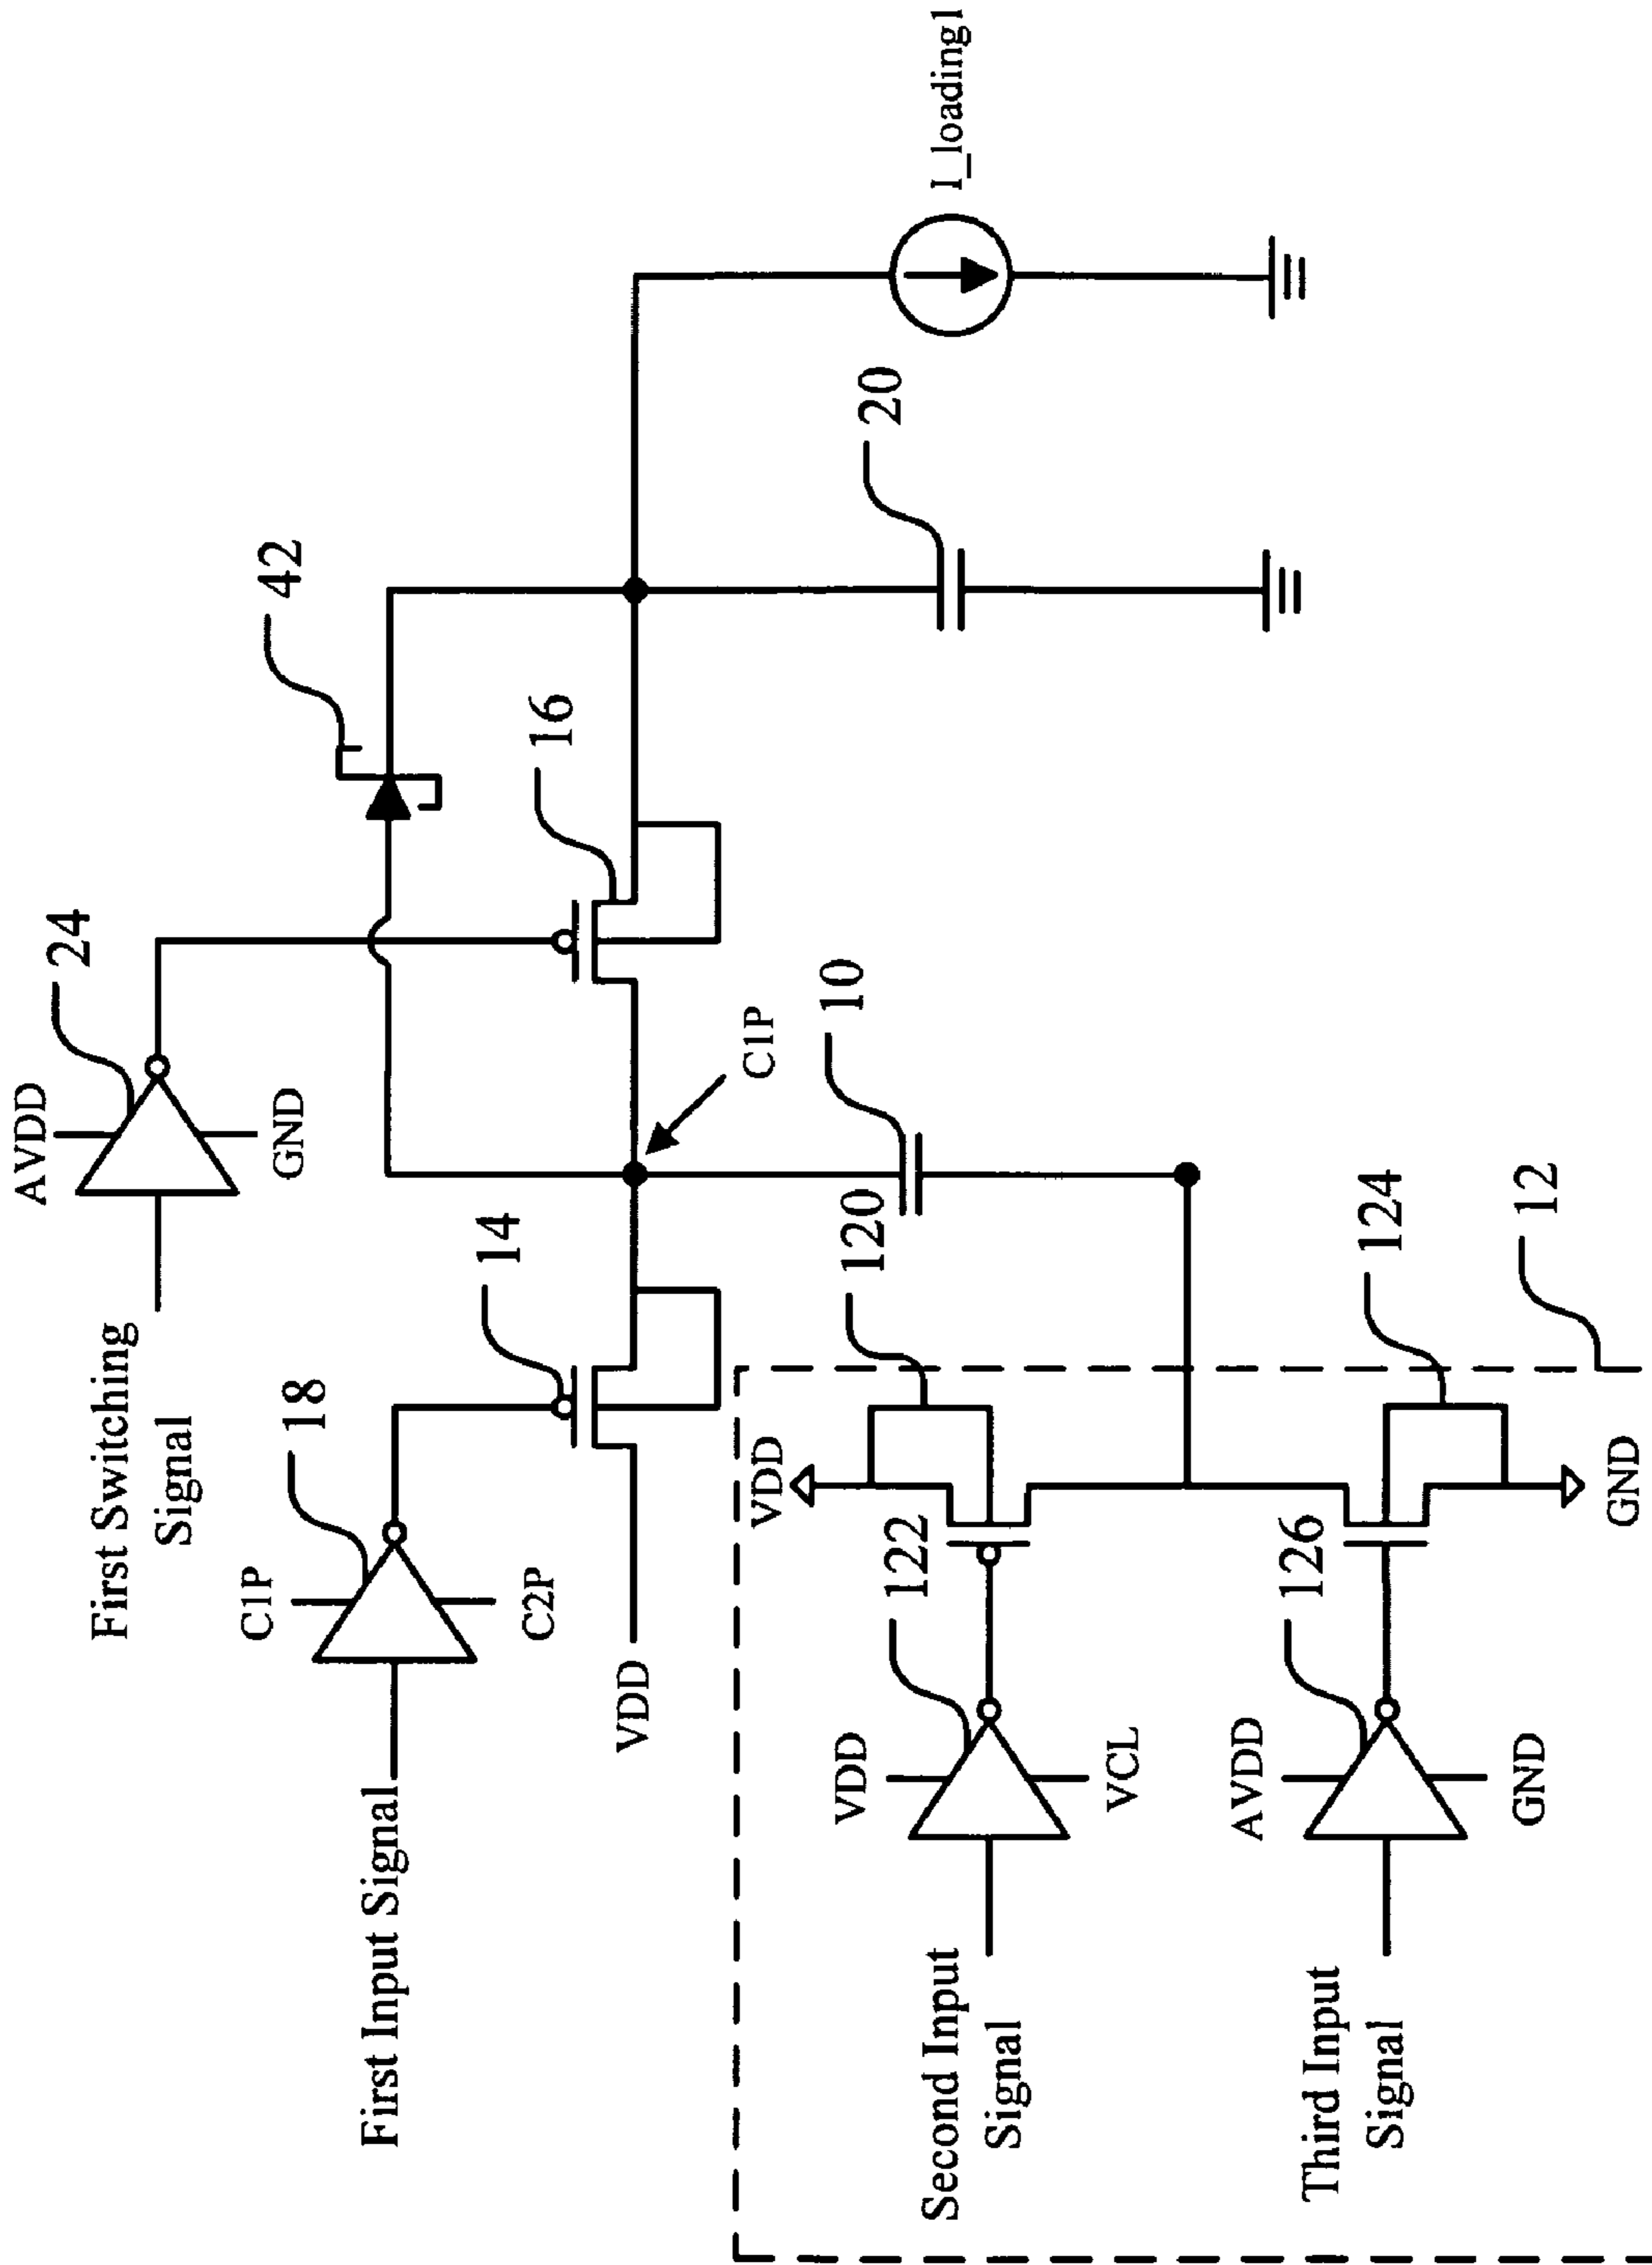 First Switching
Signal
AVDD
24
GND
42
First Input Signal
C1P
18
C2P
14
16
VDD
C1P
I_loading1
10
20
120
VDD
Second Input
Signal
VDD
122
VCL
Third Input
Signal
AVDD
126
GND
124
12
GND